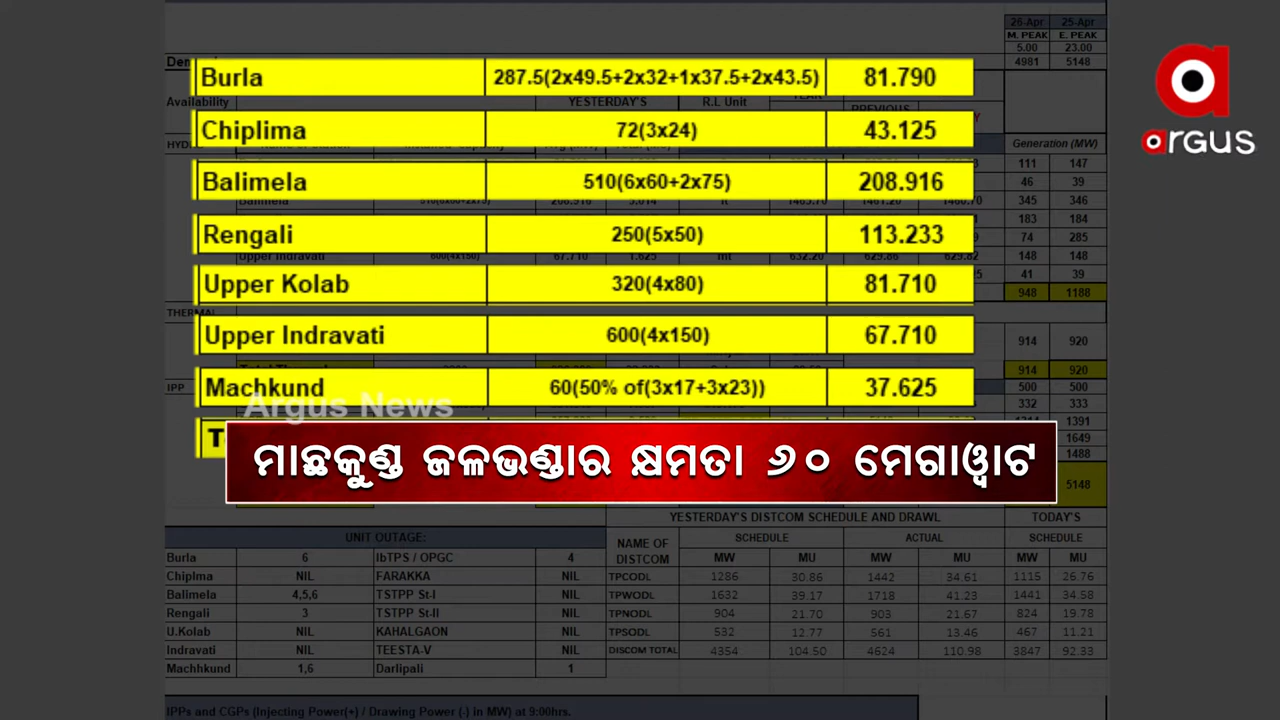 26-Apr 25-Apr
M. PEAK E. PEAK
5.00 23.00
4981 5148
argus
Burla 287.5(2x49.5+2x32+1x37.5+2x43.5) 81.790
Availability YESTERDAY'S R.L Unit
Chiplima 72(3x24) 43.125
Generation (MW)
111 147
Balimela 510(6x60+2x75) 208.916
46 39
345 346
183 184
Rengali 250(5x50) 113.233
74 285
148 148
Upper Kolab 320(4x80) 81.710
41 39
948 1188
Upper Indravati 600(4x150) 67.710
914 920
914 920
Machkund 60(50% of(3x17+3x23)) 37.625
IPP
500 500
332 333
Argus News
1391
1649
1488
ମାଛକୁଣ୍ଡ ଜଳଭଣ୍ଡାର କ୍ଷମତା ୬୦ ମେଗାୱାଟ
5148
YESTERDAY'S DISTCOM SCHEDULE AND DRAWL TODAY'S
UNIT OUTAGE: NAME OF DISTCOM SCHEDULE ACTUAL SCHEDULE
MW MU MW MU MW MU
Burla 6 IbTPS / OPGC 4
Chiplma NIL FARAKKA NIL TPCODL 1286 30.86 1442 34.61 1115 26.76
Balimela 4,5,6 TSTPP St-I NIL TPWODL 1632 39.17 1718 41.23 1441 34.58
Rengali 3 TSTPP St-II NIL TPNODL 904 21.70 903 21.67 824 19.78
U.Kolab NIL KAHALGAON NIL TPSODL 532 12.77 561 13.46 467 11.21
Indravati NIL TEESTA-V NIL DISCOM TOTAL 4354 104.50 4624 110.98 3847 92.33
Machhkund 1,6 Darlipali 1
IPPs and CGPs (Injecting Power(+) / Drawing Power (-) in MW) at 9:00hrs.